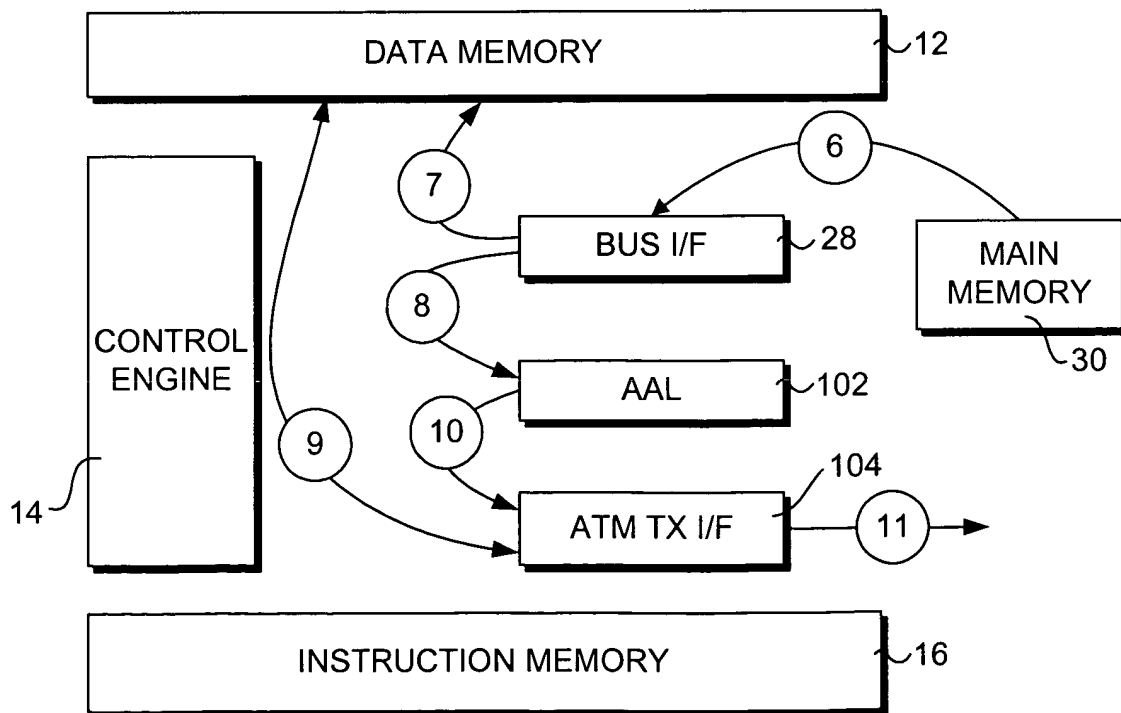 DATA MEMORY
12
6
7
BUS I/F
28
MAIN
MEMORY
30
8
CONTROL
ENGINE
AAL
102
10
9
104
14
ATM TX I/F
11
INSTRUCTION MEMORY
16